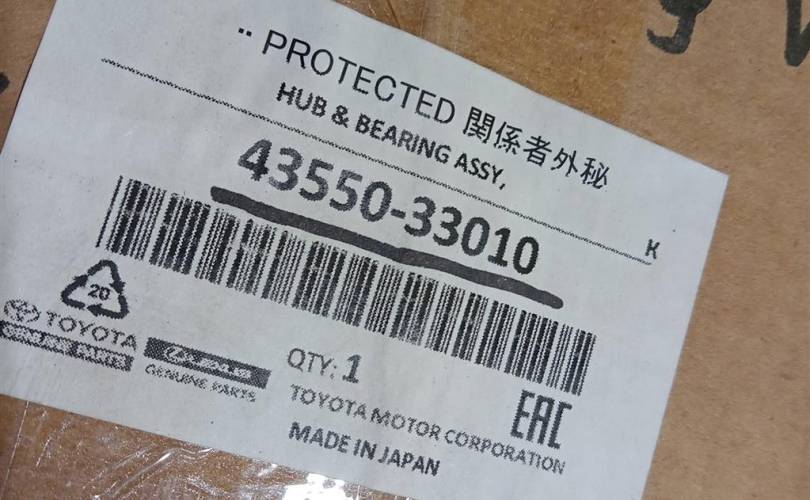 ·· PROTECTED 関係者外秘
HUB & BEARING ASSY,
43550-33010
K
20
TOYOTA
GENUINE PARTS
LEXUS
GENUINE PARTS
QTY: 1
TOYOTA MOTOR CORPORATION
MADE IN JAPAN
EAC